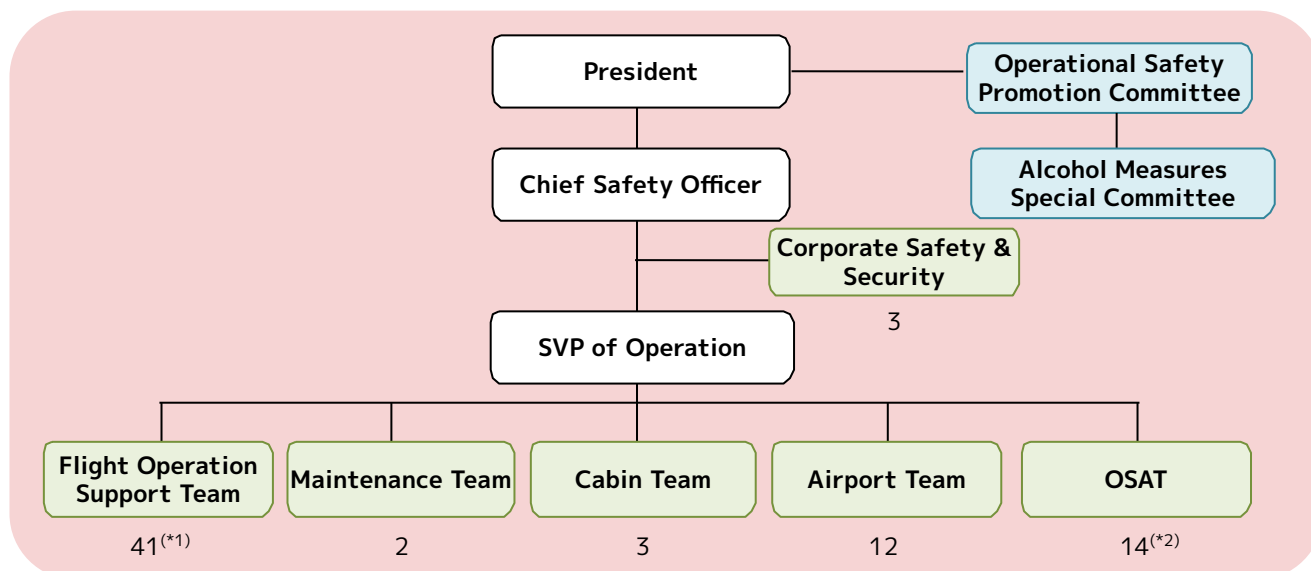 President
Operational Safety
Promotion Committee
Chief Safety Officer
Alcohol Measures
Special Committee
Corporate Safety &
Security
3
SVP of Operation
Flight Operation
Support Team
41(*1)
Maintenance Team
2
Cabin Team
3
Airport Team
12
OSAT
14(*2)